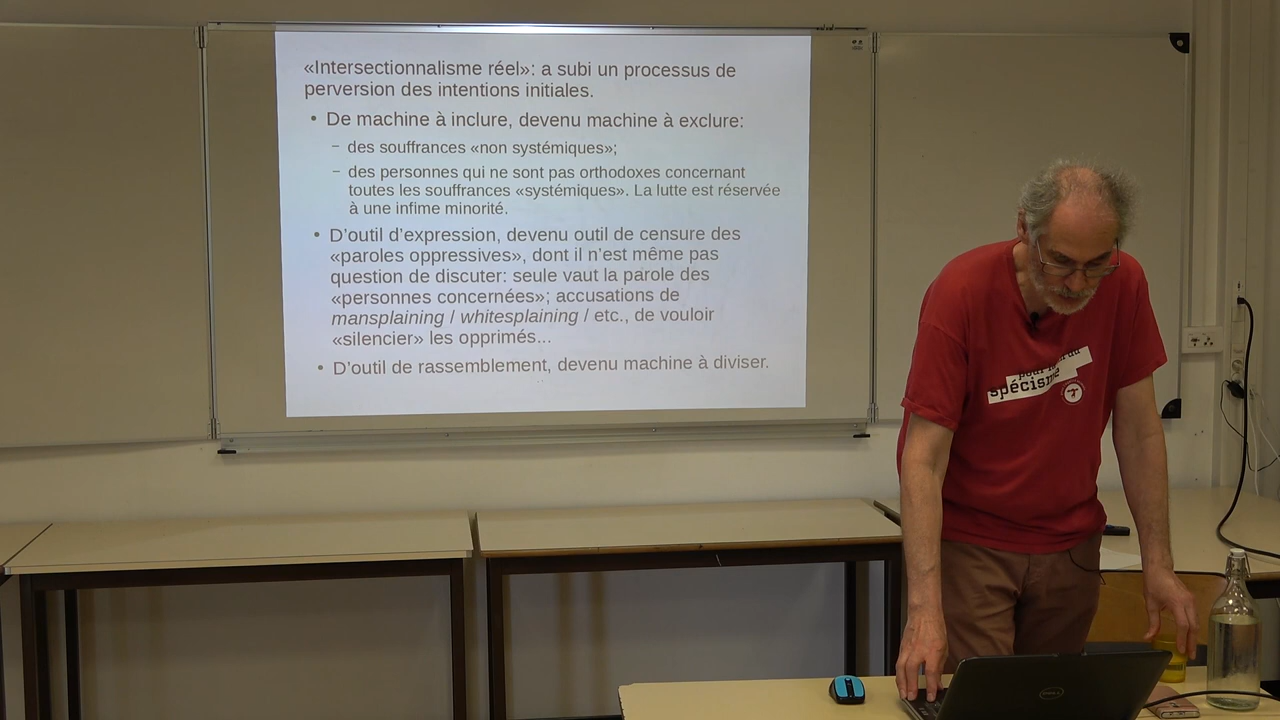 «Intersectionnalisme réel»: a subi un processus de
perversion des intentions initiales.
• De machine à inclure, devenu machine à exclure:
– des souffrances «non systémiques»;
– des personnes qui ne sont pas orthodoxes concernant
toutes les souffrances «systémiques». La lutte est réservée
à une infime minorité.
• D’outil d’expression, devenu outil de censure des
«paroles oppressives», dont il n’est même pas
question de discuter: seule vaut la parole des
«personnes concernées»; accusations de
mansplaining / whitesplaining / etc., de vouloir
«silencier» les opprimés...
• D’outil de rassemblement, devenu machine à diviser.
pour
du
spécisme
DELL